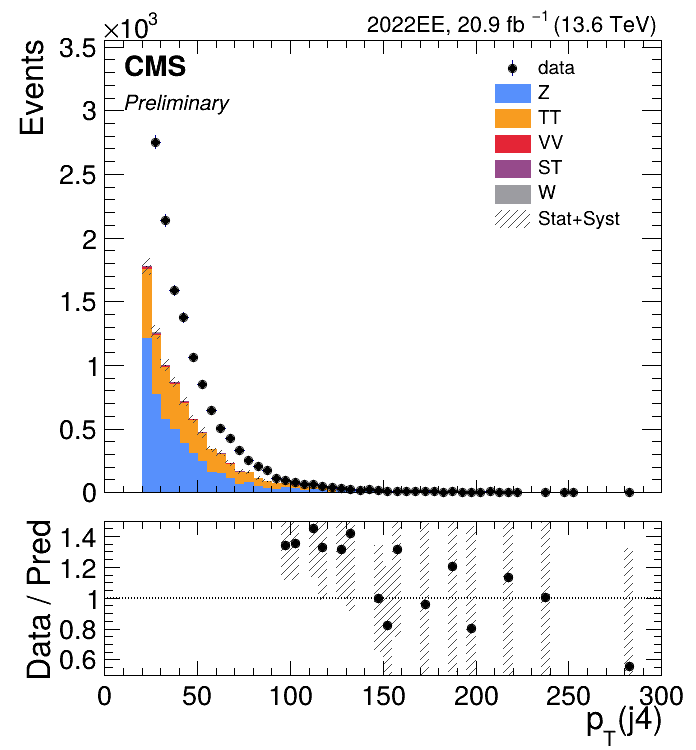 ×10³
2022EE, 20.9 fb ⁻¹ (13.6 TeV)
CMS
Preliminary
data
Z
TT
VV
ST
W
Stat+Syst
Events
3.5
3
2.5
2
1.5
1
0.5
0
Data / Pred
1.4
1.2
1
0.8
0.6
0 50 100 150 200 250 300
p_T(j4)